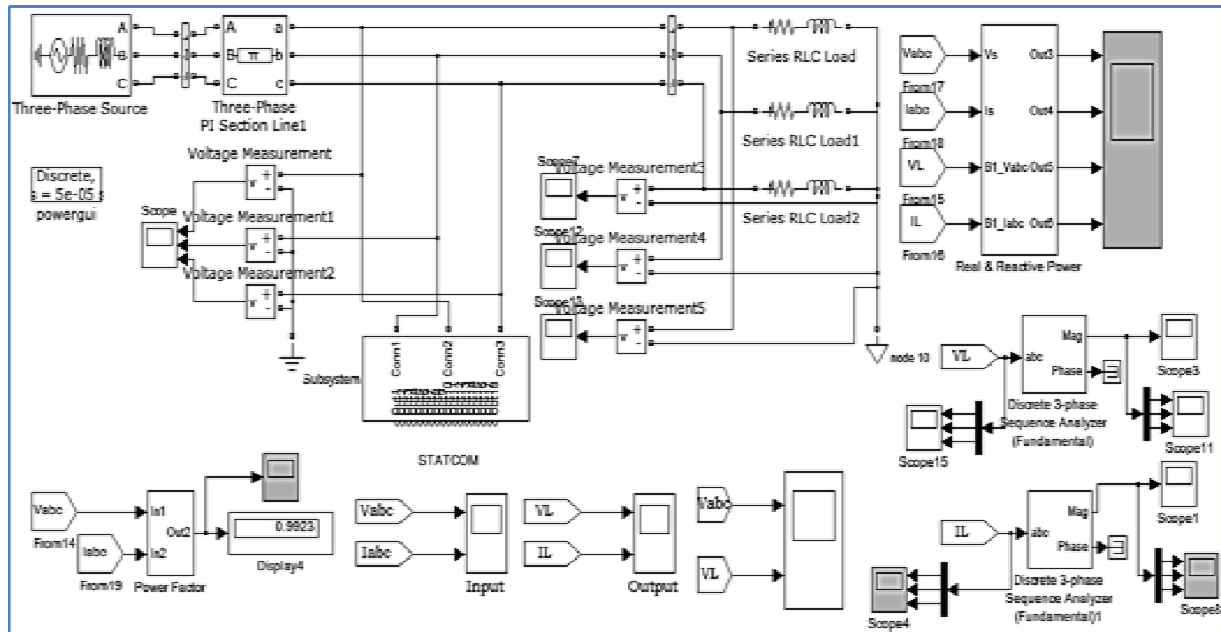 A
B
C
A
B
C
π
a
b
c
Three-Phase Source
Three-Phase
PI Section Line1
Series RLC Load
Series RLC Load1
Series RLC Load2
Discrete,
s = 5e-05 s
powergui
Voltage Measurement
Voltage Measurement1
Voltage Measurement2
v
+
-
v
+
-
v
+
-
Scope
Scope7
Voltage Measurement3
v
+
-
Scope12
Voltage Measurement4
v
+
-
Scope13
Voltage Measurement5
v
+
-
node 10
Conn1
Conn2
Conn3
Subsystem
STATCOM
Vabc
From17
Iabc
From18
VL
From15
IL
From16
Vs
Is
B1_Vabc
B1_Iabc
Out3
Out4
Out5
Out6
Real & Reactive Power
VL
abc
Mag
Phase
Discrete 3-phase
Sequence Analyzer
(Fundamental)
Scope3
Scope11
Scope15
IL
abc
Mag
Phase
Discrete 3-phase
Sequence Analyzer
(Fundamental)1
Scope1
Scope8
Scope4
Vabc
From14
Iabc
From19
In1
In2
Out2
Power Factor
0.9923
Display4
Vabc
Iabc
Input
VL
IL
Output
Vabc
VL